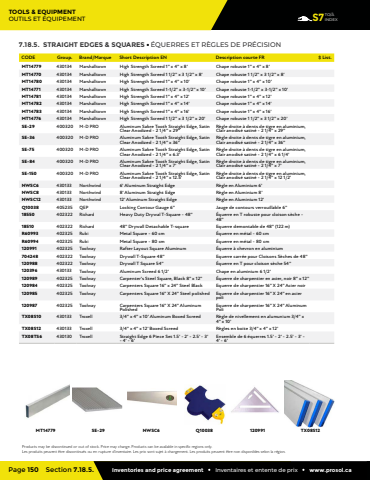 TOOLS & EQUIPMENT
OUTILS ET ÉQUIPEMENT
S7 TOOL INDEX
7.18.5. STRAIGHT EDGES & SQUARES • ÉQUERRES ET RÈGLES DE PRÉCISION
CODE Group. Brand/Marque Short Description EN Description courte FR $ List.
MT14779 430134 Marshalltown High Strength Screed 1" x 4" x 8' Chape robuste 1" x 4" x 8'
MT14770 430134 Marshalltown High Strength Screed 1 1/2" x 3 1/2" x 8' Chape robuste 1 1/2" x 3 1/2" x 8'
MT14780 430134 Marshalltown High Strength Screed 1" x 4" x 10' Chape robuste 1" x 4" x 10'
MT14771 430134 Marshalltown High Strength Screed 1-1/2" x 3-1/2" x 10' Chape robuste 1-1/2" x 3-1/2" x 10'
MT14781 430134 Marshalltown High Strength Screed 1" x 4" x 12' Chape robuste 1" x 4" x 12'
MT14782 430134 Marshalltown High Strength Screed 1" x 4" x 14' Chape robuste 1" x 4" x 14'
MT14783 430134 Marshalltown High Strength Screed 1" x 4" x 16' Chape robuste 1" x 4" x 16'
MT14776 430134 Marshalltown High Strength Screed 1 1/2" x 3 1/2" x 20' Chape robuste 1 1/2" x 3 1/2" x 20'
SE-29 400320 M-D PRO Aluminum Sabre Tooth Straight Edge, Satin Règle droite à dents de tigre en aluminium,
Clear Anodized - 2 1/4" x 29" Clair anodisé satiné - 2 1/4" x 29"
SE-36 400320 M-D PRO Aluminum Sabre Tooth Straight Edge, Satin Règle droite à dents de tigre en aluminium,
Clear Anodized - 2 1/4" x 36" Clair anodisé satiné - 2 1/4" x 36"
SE-75 400320 M-D PRO Aluminum Sabre Tooth Straight Edge, Satin Règle droite à dents de tigre en aluminium,
Clear Anodized - 2 1/4" x 6.3' Clair anodisé satiné - 2 1/4" x 6 1/4'
SE-84 400320 M-D PRO Aluminum Sabre Tooth Straight Edge, Satin Règle droite à dents de tigre en aluminium,
Clear Anodized - 2 1/4" x 7' Clair anodisé satiné - 2 1/4" x 7'
SE-150 400320 M-D PRO Aluminum Sabre Tooth Straight Edge, Satin Règle droite à dents de tigre en aluminium,
Clear Anodized - 2 1/4" x 12.5' Clair anodisé satiné - 2 1/4" x 12 1/2'
NWSC6 430133 Northwind 6' Aluminum Straight Edge Règle en Aluminium 6'
NWSC8 430133 Northwind 8' Aluminum Straight Edge Règle en Aluminium 8'
NWSC12 430133 Northwind 12' Aluminum Straight Edge Règle en Aluminium 12'
Q10038 405235 QEP Locking Contour Gauge 6" Jauge de contours verrouillable 6"
18550 402322 Richard Heavy Duty Drywall T-Square - 48" Équerre en T robuste pour cloison sèche -
48"
18510 402322 Richard 48" Drywall Detachable T-square Équerre démontable de 48" (122 m)
R60993 402325 Rubi Metal Square - 60 cm Équerre en métal - 60 cm
R60994 402325 Rubi Metal Square - 80 cm Équerre en métal - 80 cm
120991 402325 Toolway Rafter Layout Square Aluminum Équerre à chevron en aluminium
704248 402322 Toolway Drywall T-Square 48" Équerre carrée pour Cloisons Sèches de 48"
120988 402322 Toolway Drywall T Square 54" Équerre en T pour cloison sèche 54"
120396 430133 Toolway Aluminum Screed 6 1/2' Chape en aluminium 6 1/2'
120989 402325 Toolway Carpenter's Steel Square, Black 8" x 12" Équerre de charpentier en acier, noir 8" x 12"
120984 402325 Toolway Carpenters Square 16" x 24" Steel Black Équerre de charpentier 16" X 24" Acier noir
120985 402325 Toolway Carpenters Square 16" X 24" Steel polished Équerre de charpentier 16" X 24" en acier
poli
120987 402325 Toolway Carpenters Square 16" X 24" Aluminum Équerre de charpentier 16" X 24" Aluminum
Polished Poli
TX08510 430133 Troxell 3/4" x 4" x 10' Aluminum Boxed Screed Règle de nivellement en alumunium 3/4" x
4" x 10'
TX08512 430133 Troxell 3/4" x 4" x 12' Boxed Screed Règles en boite 3/4" x 4" x 12'
TX08T56 430130 Troxell Straight Edge 6 Piece Set 1.5' - 2' - 2.5' - 3' Ensemble de 6 équerres 1.5' - 2' - 2.5' - 3' -
- 4' - 6' 4' - 6'
MT14779 SE-29 NWSC6 Q10038 120991 TX08512
Products may be discontinued or out of stock. Price may change. Products can be available in specific regions only.
Les produits peuvent être discontinués ou en rupture d'inventaire. Les prix sont sujet à changement. Les produits peuvent être non disponibles selon la région.
Page 150 Section 7.18.5. Inventories and price agreement • Inventaires et entente de prix • www.prosol.ca